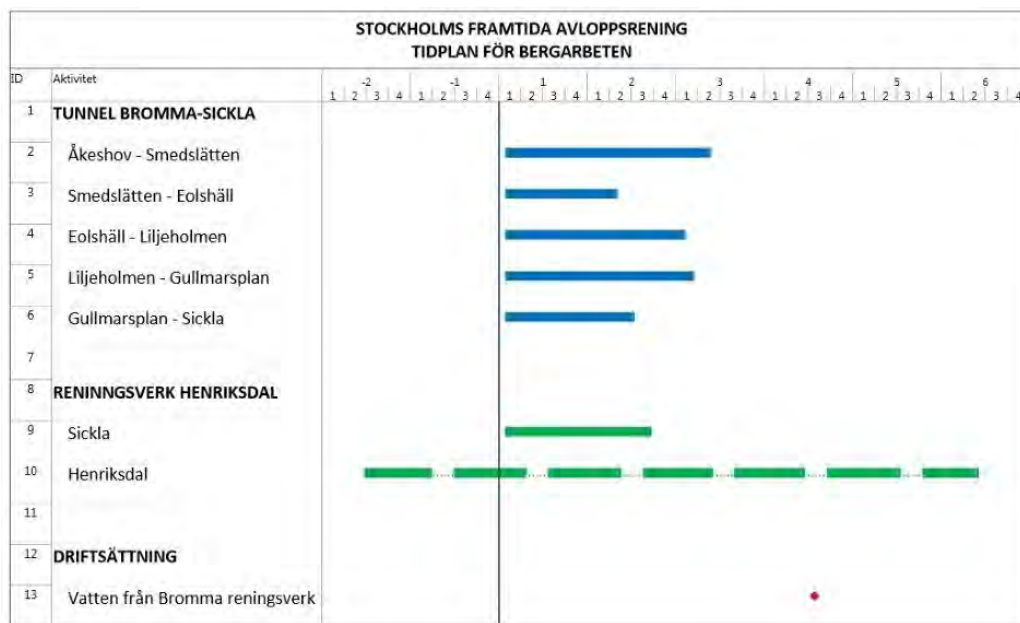 STOCKHOLMS FRAMTIDA AVLOPPSRENING
TIDPLAN FÖR BERGARBETEN
ID Aktivitet -2 -1 1 2 3 4 5 6
1 2 3 4 1 2 3 4 1 2 3 4 1 2 3 4 1 2 3 4 1 2 3 4 1 2 3 4 1 2 3 4
1 TUNNEL BROMMA-SICKLA
2 Åkeshov - Smedslätten
3 Smedslätten - Eolshäll
4 Eolshäll - Liljeholmen
5 Liljeholmen - Gullmarsplan
6 Gullmarsplan - Sickla
7
8 RENINNGSVERK HENRIKSDAL
9 Sickla
10 Henriksdal
11
12 DRIFTSÄTTNING
13 Vatten från Bromma reningsverk